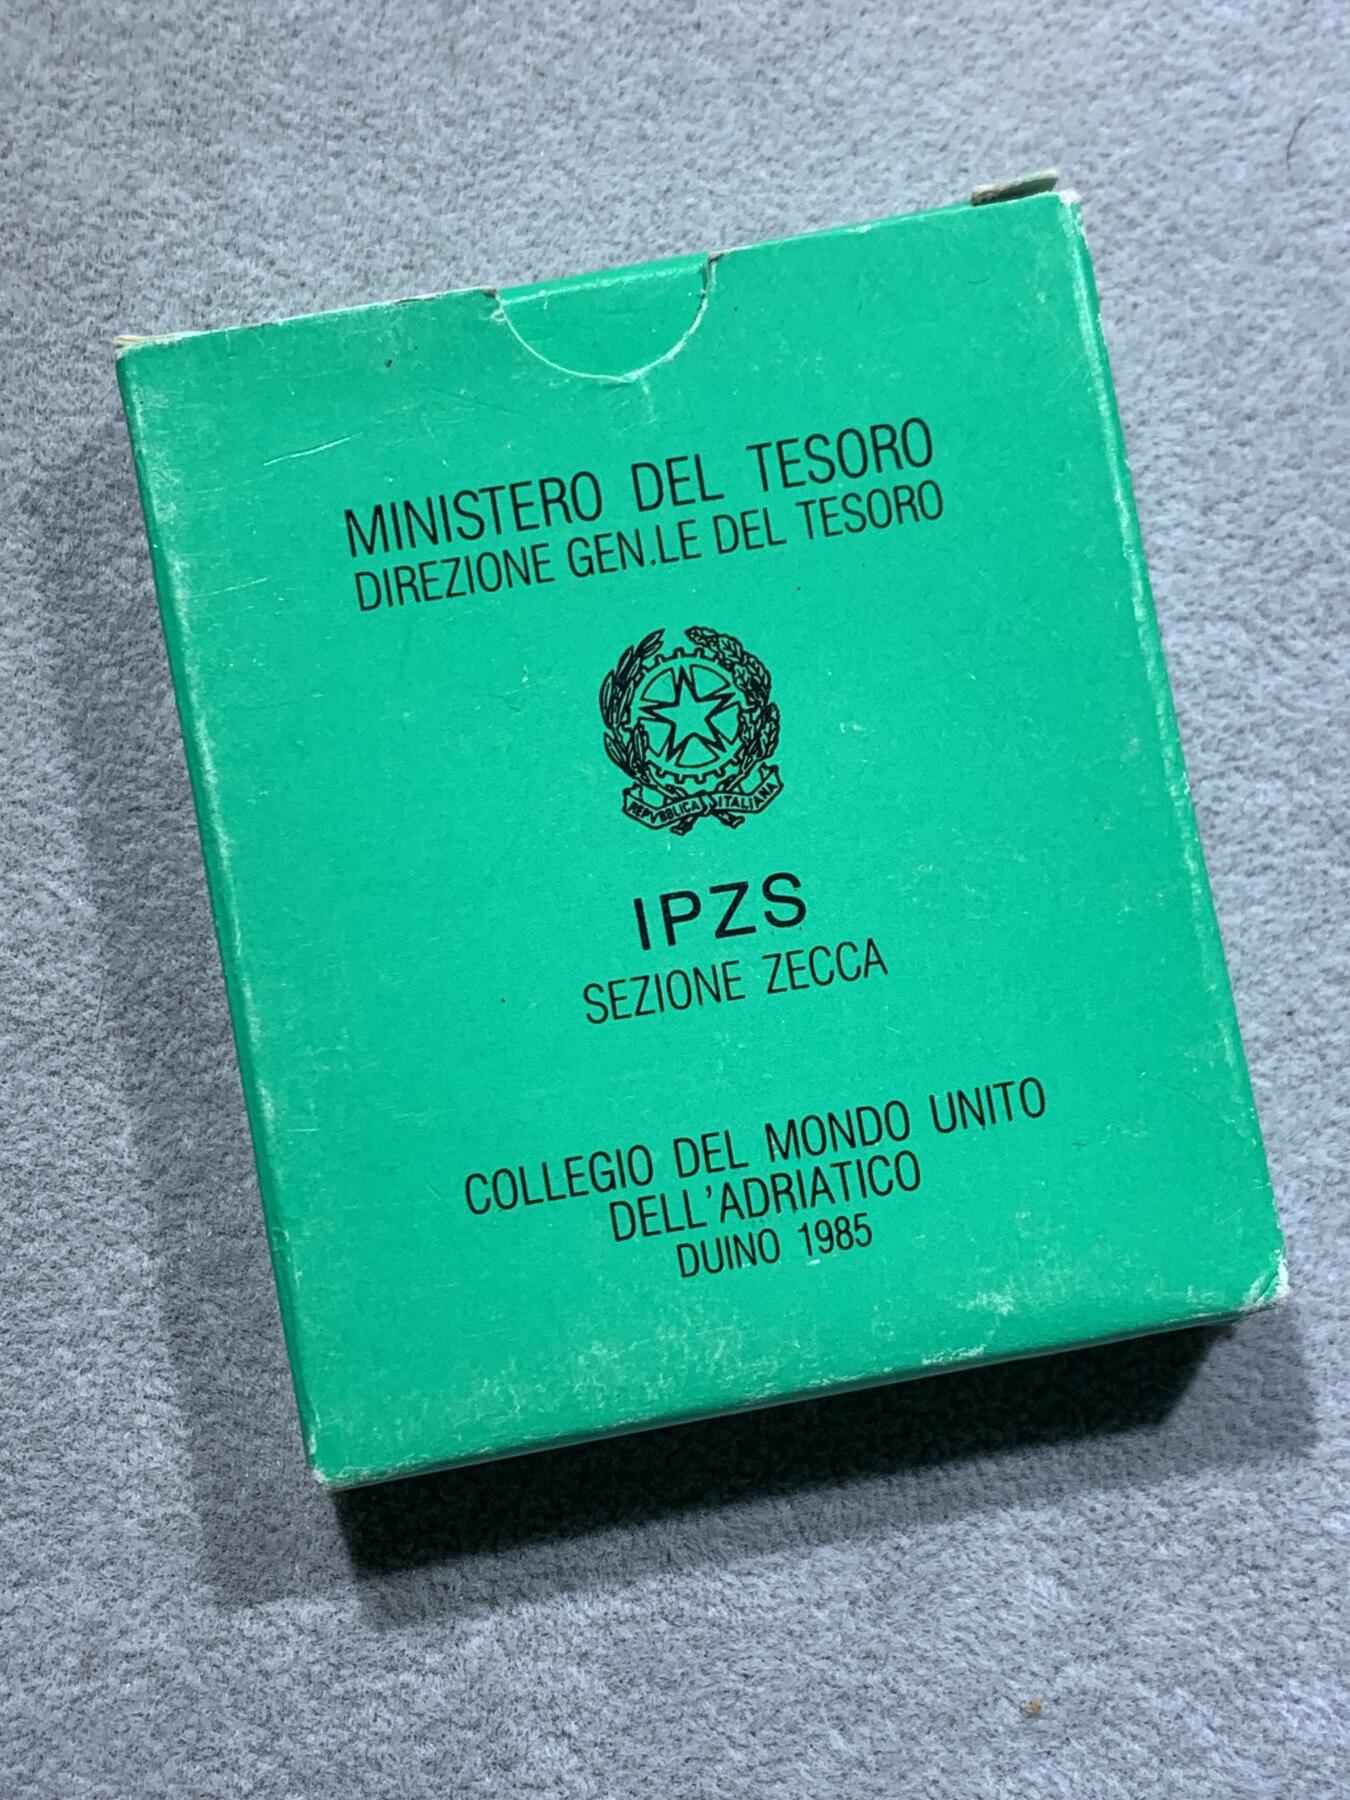 MINISTERO DEL TESORO
DIREZIONE GEN.LE DEL TESORO
REPVBBLICA ITALIANA
IPZS
SEZIONE ZECCA
COLLEGIO DEL MONDO UNITO
DELL'ADRIATICO
DUINO 1985